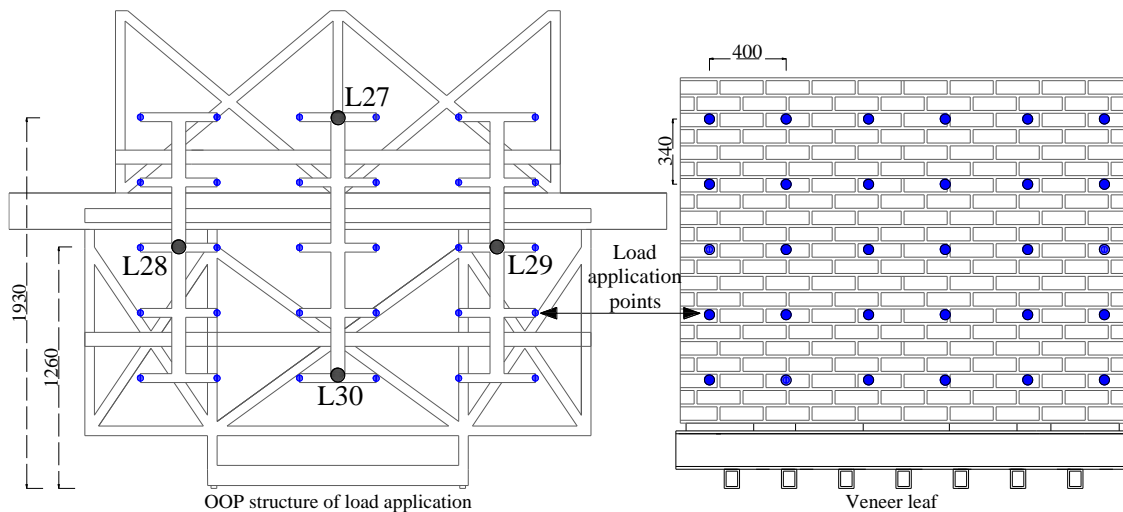 L27
400
340
L28
L29
Load
application
points
1930
1260
L30
OOP structure of load application
Veneer leaf